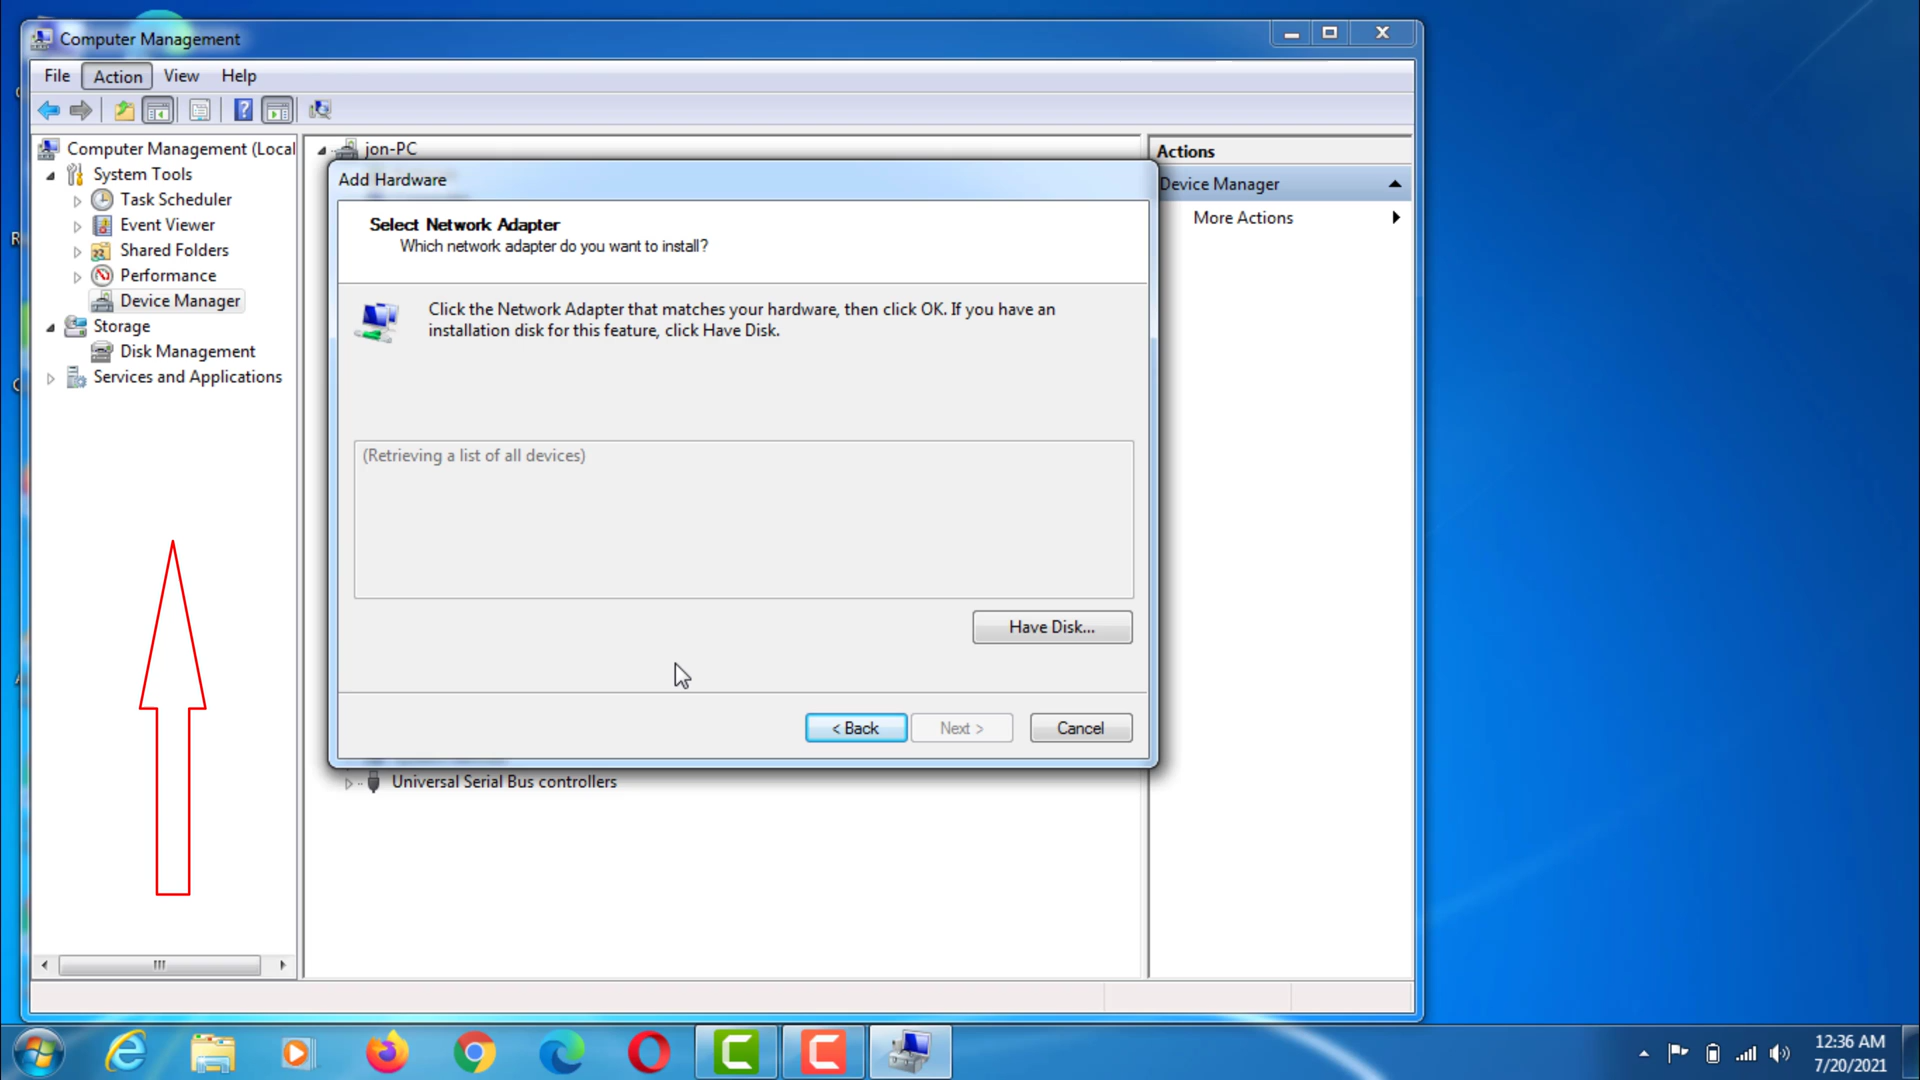 Computer Management
File Action View Help
Computer Management (Local
System Tools
Task Scheduler
Event Viewer
Shared Folders
Performance
Device Manager
Storage
Disk Management
Services and Applications
jon-PC
Add Hardware
Select Network Adapter
Which network adapter do you want to install?
Click the Network Adapter that matches your hardware, then click OK. If you have an
installation disk for this feature, click Have Disk.
(Retrieving a list of all devices)
Have Disk...
< Back Next > Cancel
Universal Serial Bus controllers
Actions
Device Manager
More Actions
12:36 AM
7/20/2021